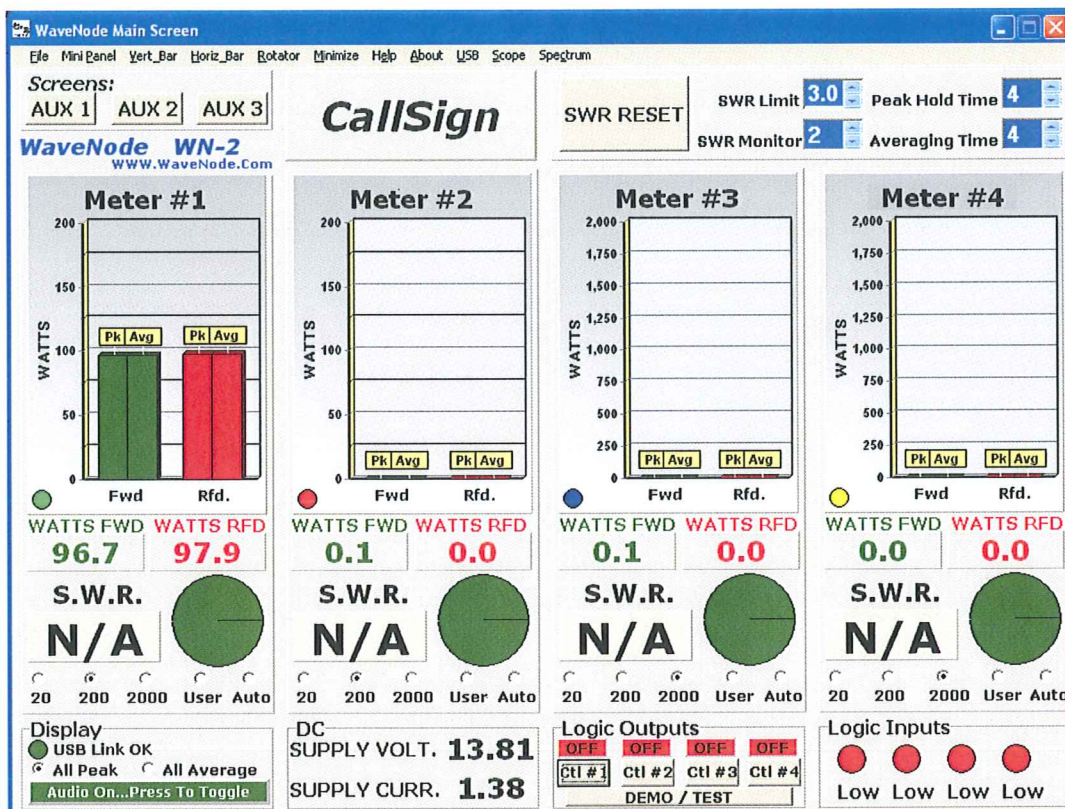 WaveNode Main Screen
File Mini Panel Vert_Bar Horiz_Bar Rotator Minimize Help About USB Scope Spectrum
Screens:
AUX 1 AUX 2 AUX 3
WaveNode WN-2
www.WaveNode.Com
CallSign
SWR RESET
SWR Limit 3.0 Peak Hold Time 4
SWR Monitor 2 Averaging Time 4
Meter #1
200
150
100
50
0
WATTS
Pk Avg Pk Avg
Fwd Rfd.
WATTS FWD WATTS RFD
96.7 97.9
S.W.R.
N/A
20 200 2000 User Auto
Meter #2
200
150
100
50
0
WATTS
Pk Avg Pk Avg
Fwd Rfd.
WATTS FWD WATTS RFD
0.1 0.0
S.W.R.
N/A
20 200 2000 User Auto
Meter #3
2,000
1,750
1,500
1,250
1,000
750
500
250
0
WATTS
Pk Avg Pk Avg
Fwd Rfd.
WATTS FWD WATTS RFD
0.1 0.0
S.W.R.
N/A
20 200 2000 User Auto
Meter #4
2,000
1,750
1,500
1,250
1,000
750
500
250
0
WATTS
Pk Avg Pk Avg
Fwd Rfd.
WATTS FWD WATTS RFD
0.0 0.0
S.W.R.
N/A
20 200 2000 User Auto
Display
USB Link OK
All Peak All Average
Audio On...Press To Toggle
DC
SUPPLY VOLT. 13.81
SUPPLY CURR. 1.38
Logic Outputs
OFF OFF OFF OFF
Ctl #1 Ctl #2 Ctl #3 Ctl #4
DEMO / TEST
Logic Inputs
Low Low Low Low